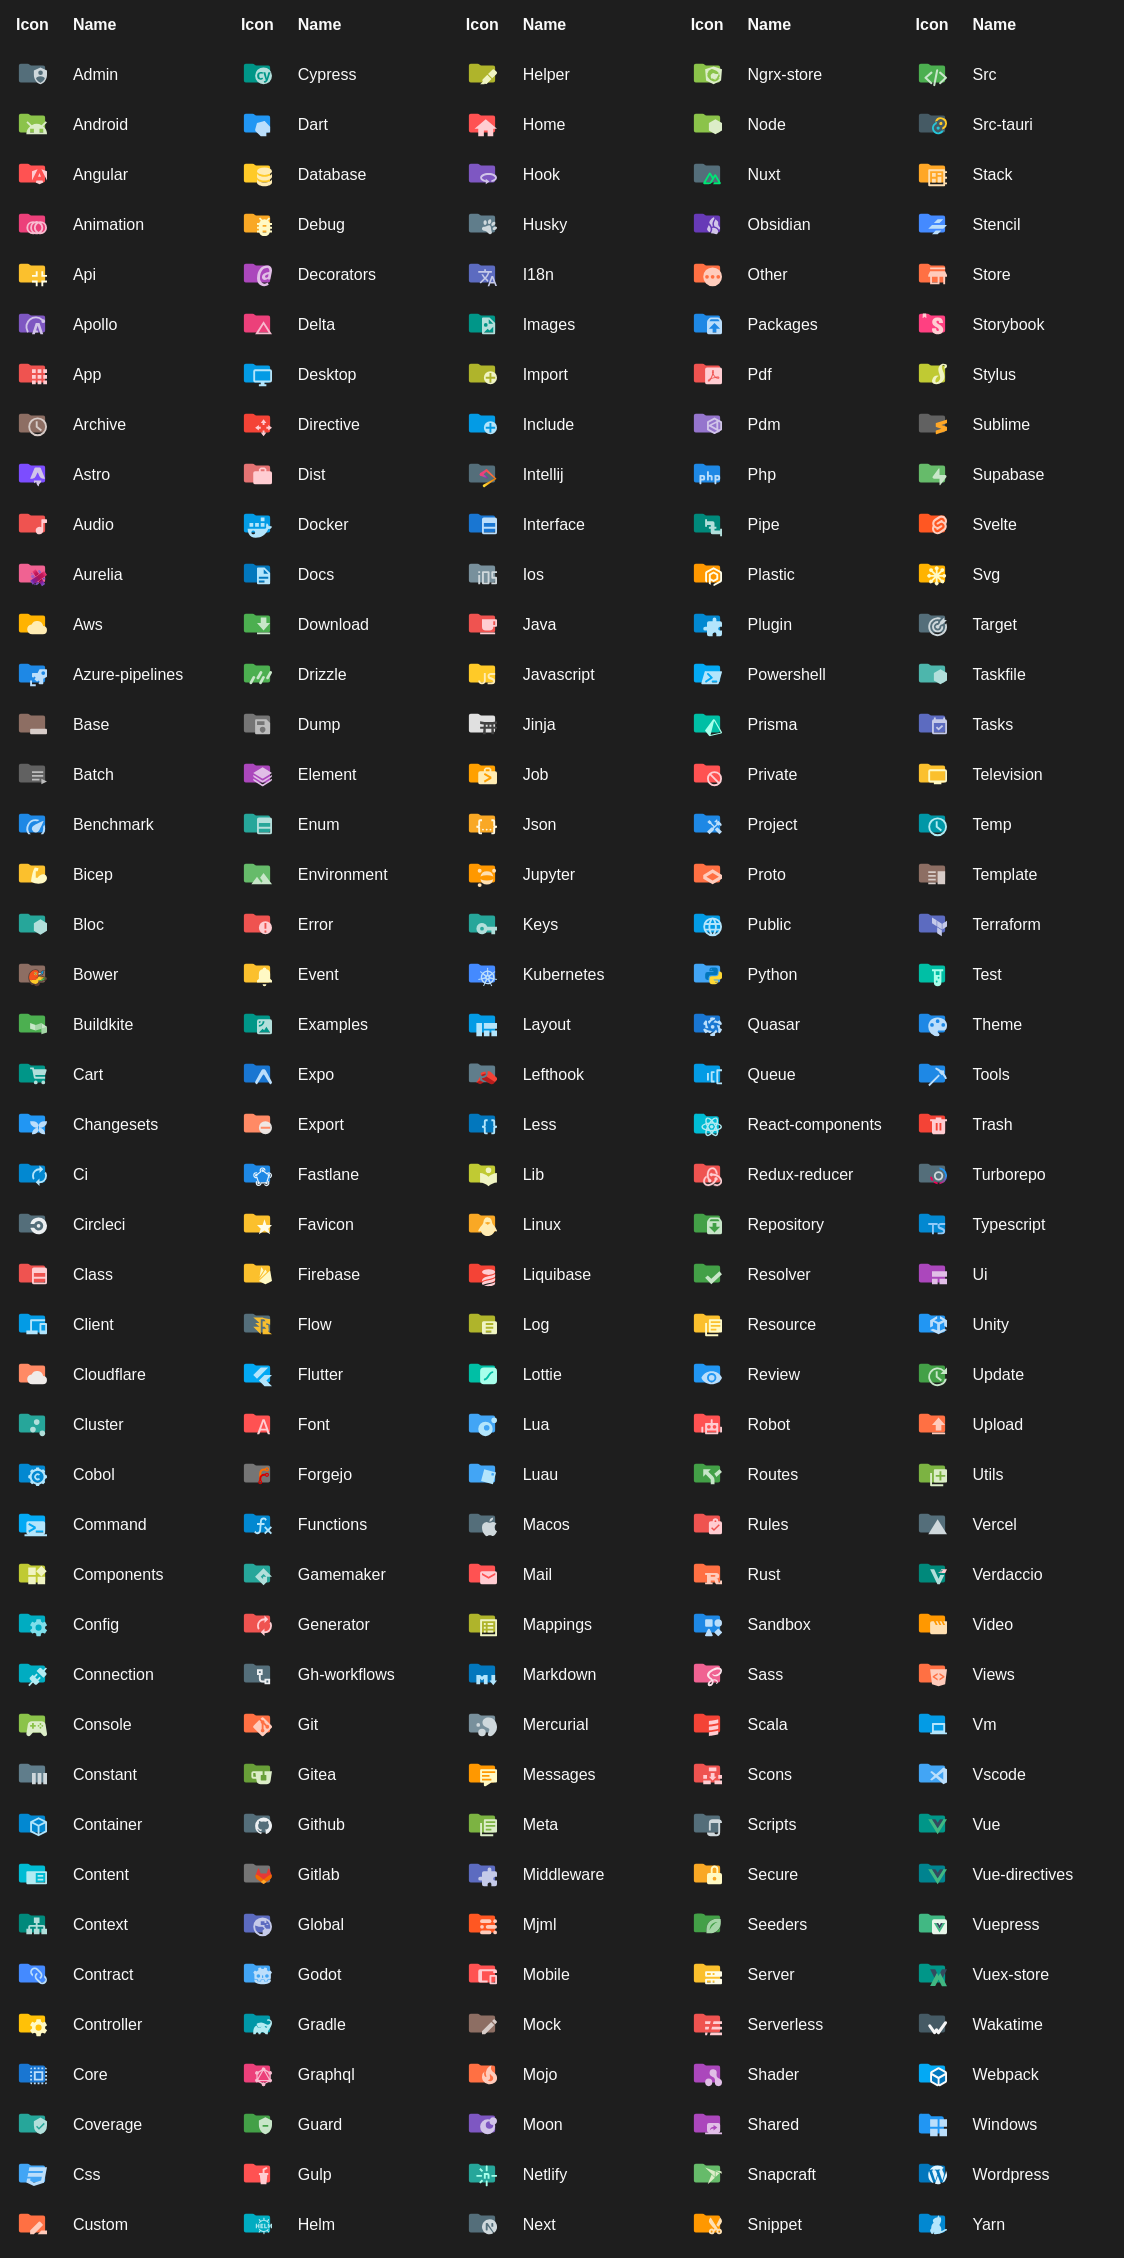 Icon Name Icon Name Icon Name Icon Name Icon Name
Admin Cypress Helper Ngrx-store Src
Android Dart Home Node Src-tauri
Angular Database Hook Nuxt Stack
Animation Debug Husky Obsidian Stencil
Api Decorators I18n Other Store
Apollo Delta Images Packages Storybook
App Desktop Import Pdf Stylus
Archive Directive Include Pdm Sublime
Astro Dist Intellij Php Supabase
Audio Docker Interface Pipe Svelte
Aurelia Docs Ios Plastic Svg
Aws Download Java Plugin Target
Azure-pipelines Drizzle Javascript Powershell Taskfile
Base Dump Jinja Prisma Tasks
Batch Element Job Private Television
Benchmark Enum Json Project Temp
Bicep Environment Jupyter Proto Template
Bloc Error Keys Public Terraform
Bower Event Kubernetes Python Test
Buildkite Examples Layout Quasar Theme
Cart Expo Lefthook Queue Tools
Changesets Export Less React-components Trash
Ci Fastlane Lib Redux-reducer Turborepo
Circleci Favicon Linux Repository Typescript
Class Firebase Liquibase Resolver Ui
Client Flow Log Resource Unity
Cloudflare Flutter Lottie Review Update
Cluster Font Lua Robot Upload
Cobol Forgejo Luau Routes Utils
Command Functions Macos Rules Vercel
Components Gamemaker Mail Rust Verdaccio
Config Generator Mappings Sandbox Video
Connection Gh-workflows Markdown Sass Views
Console Git Mercurial Scala Vm
Constant Gitea Messages Scons Vscode
Container Github Meta Scripts Vue
Content Gitlab Middleware Secure Vue-directives
Context Global Mjml Seeders Vuepress
Contract Godot Mobile Server Vuex-store
Controller Gradle Mock Serverless Wakatime
Core Graphql Mojo Shader Webpack
Coverage Guard Moon Shared Windows
Css Gulp Netlify Snapcraft Wordpress
Custom Helm Next Snippet Yarn